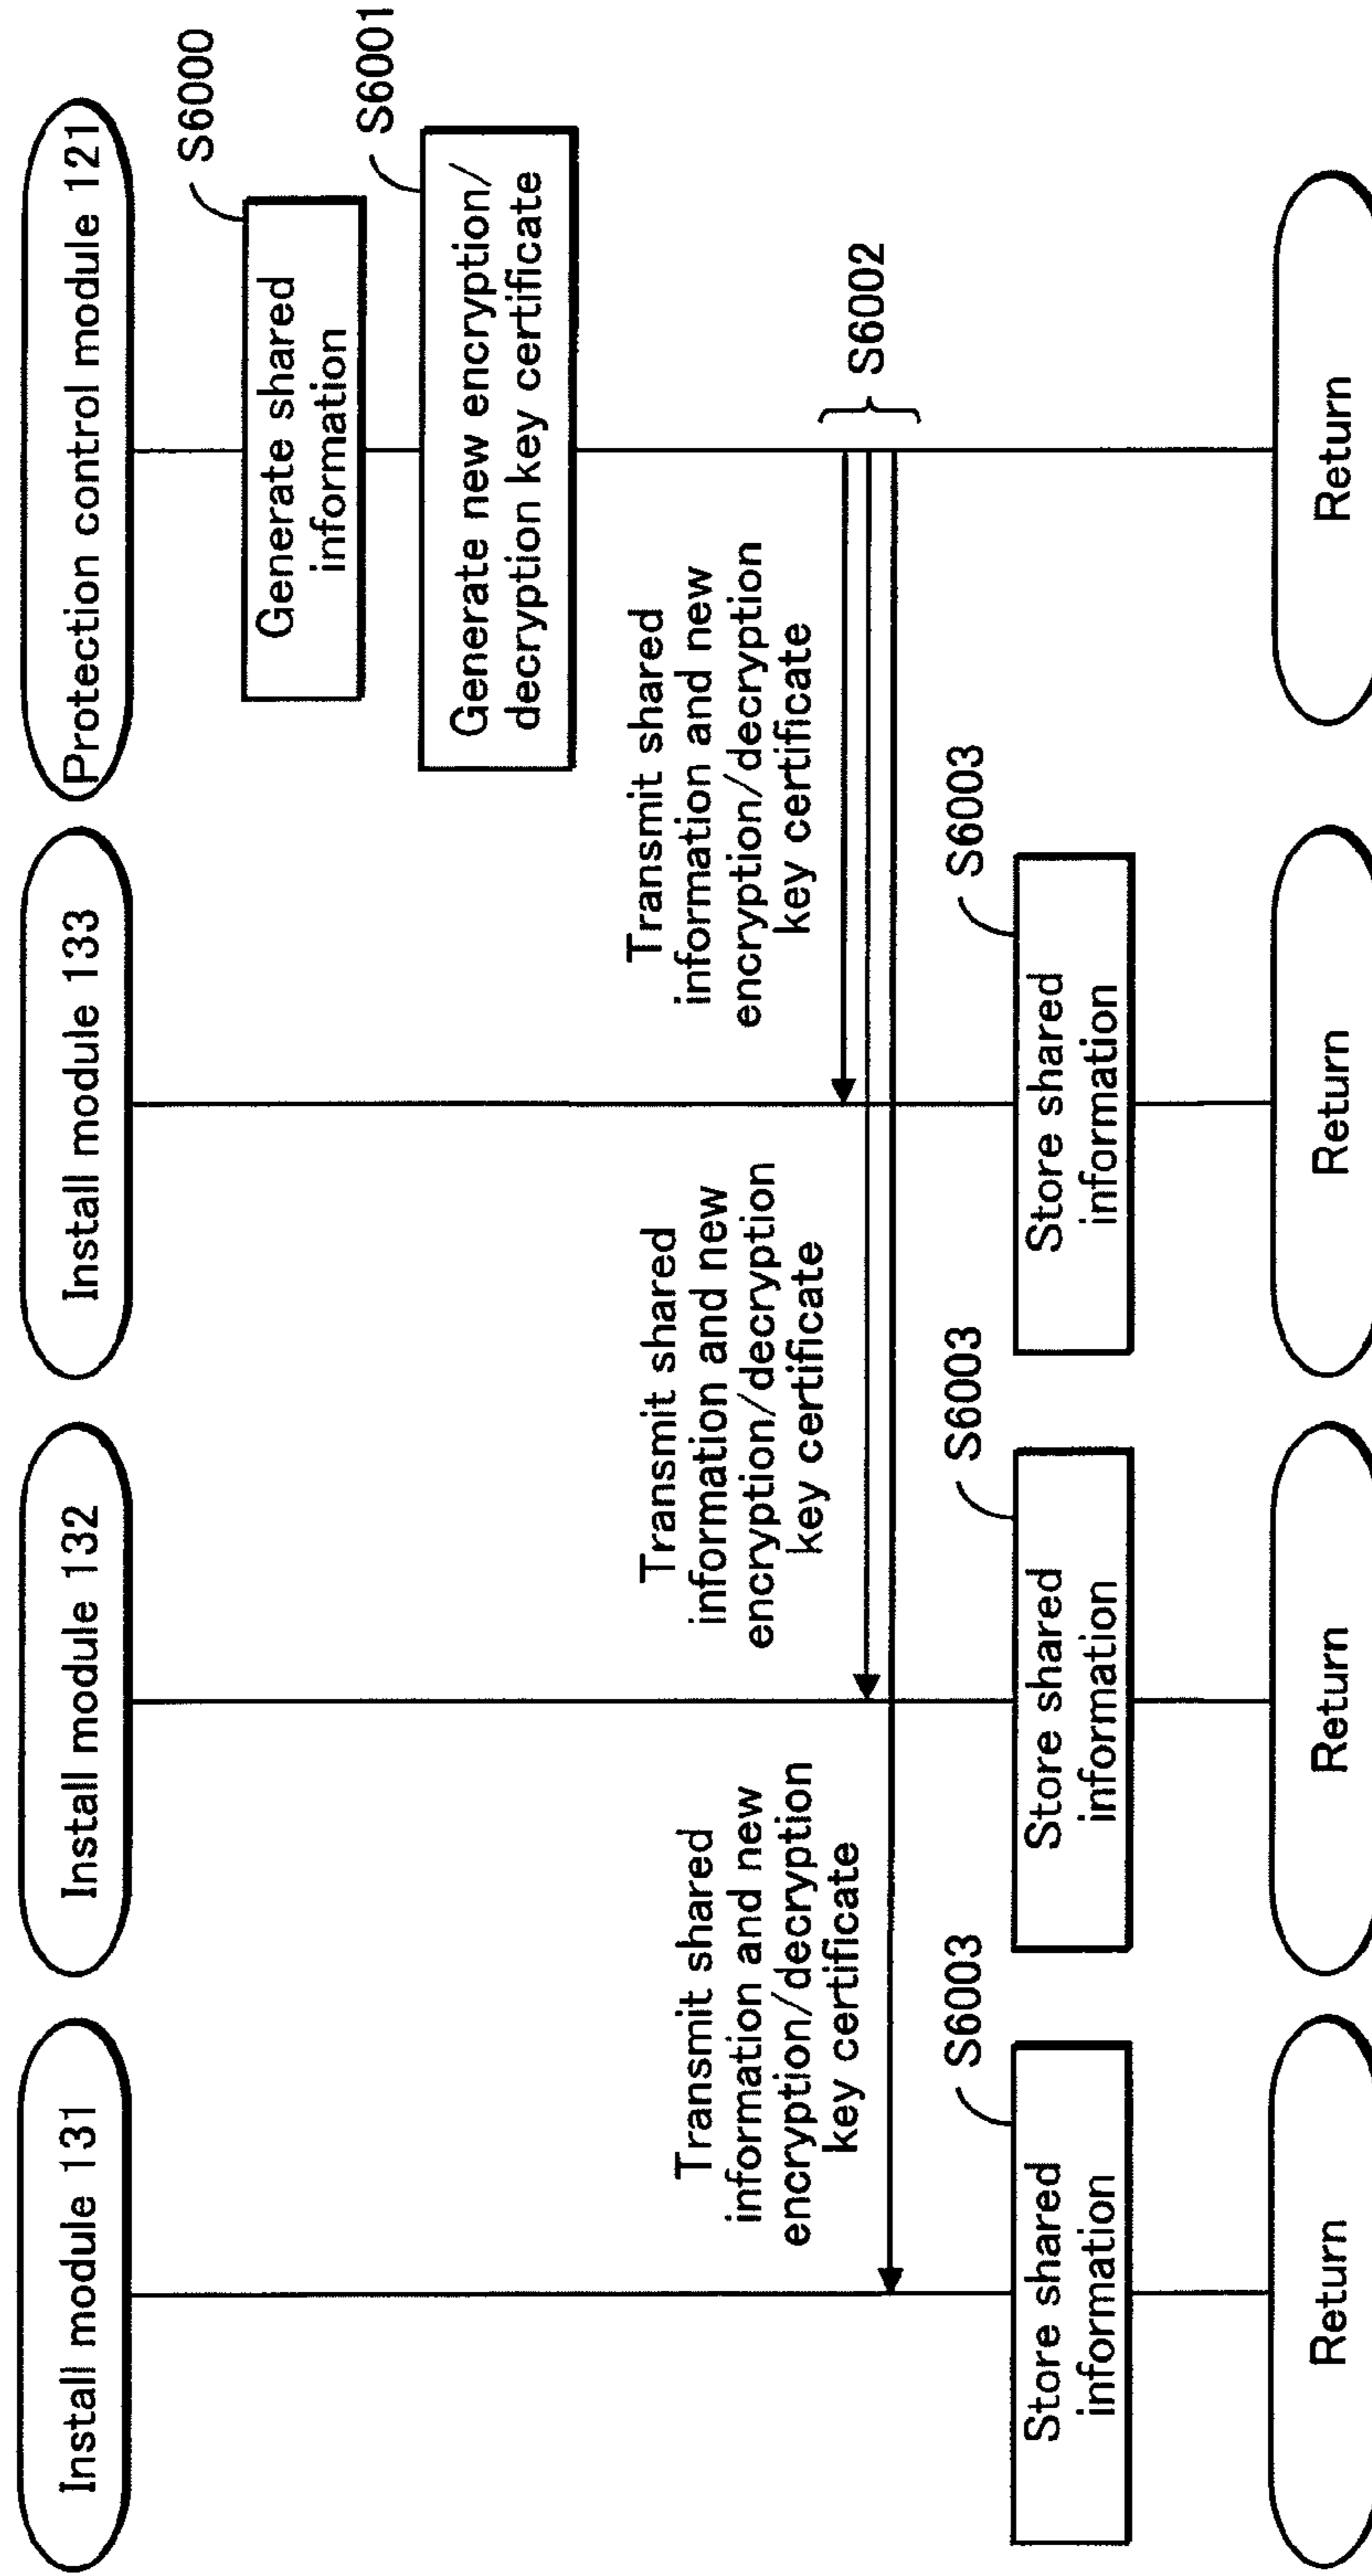 Install module 131
Install module 132
Install module 133
Protection control module 121
Generate shared
information
S6000
Generate new encryption/
decryption key certificate
S6001
Transmit shared
information and new
encryption/decryption
key certificate
Transmit shared
information and new
encryption/decryption
key certificate
Transmit shared
information and new
encryption/decryption
key certificate
S6002
Store shared
information
S6003
Store shared
information
S6003
Store shared
information
S6003
Return
Return
Return
Return